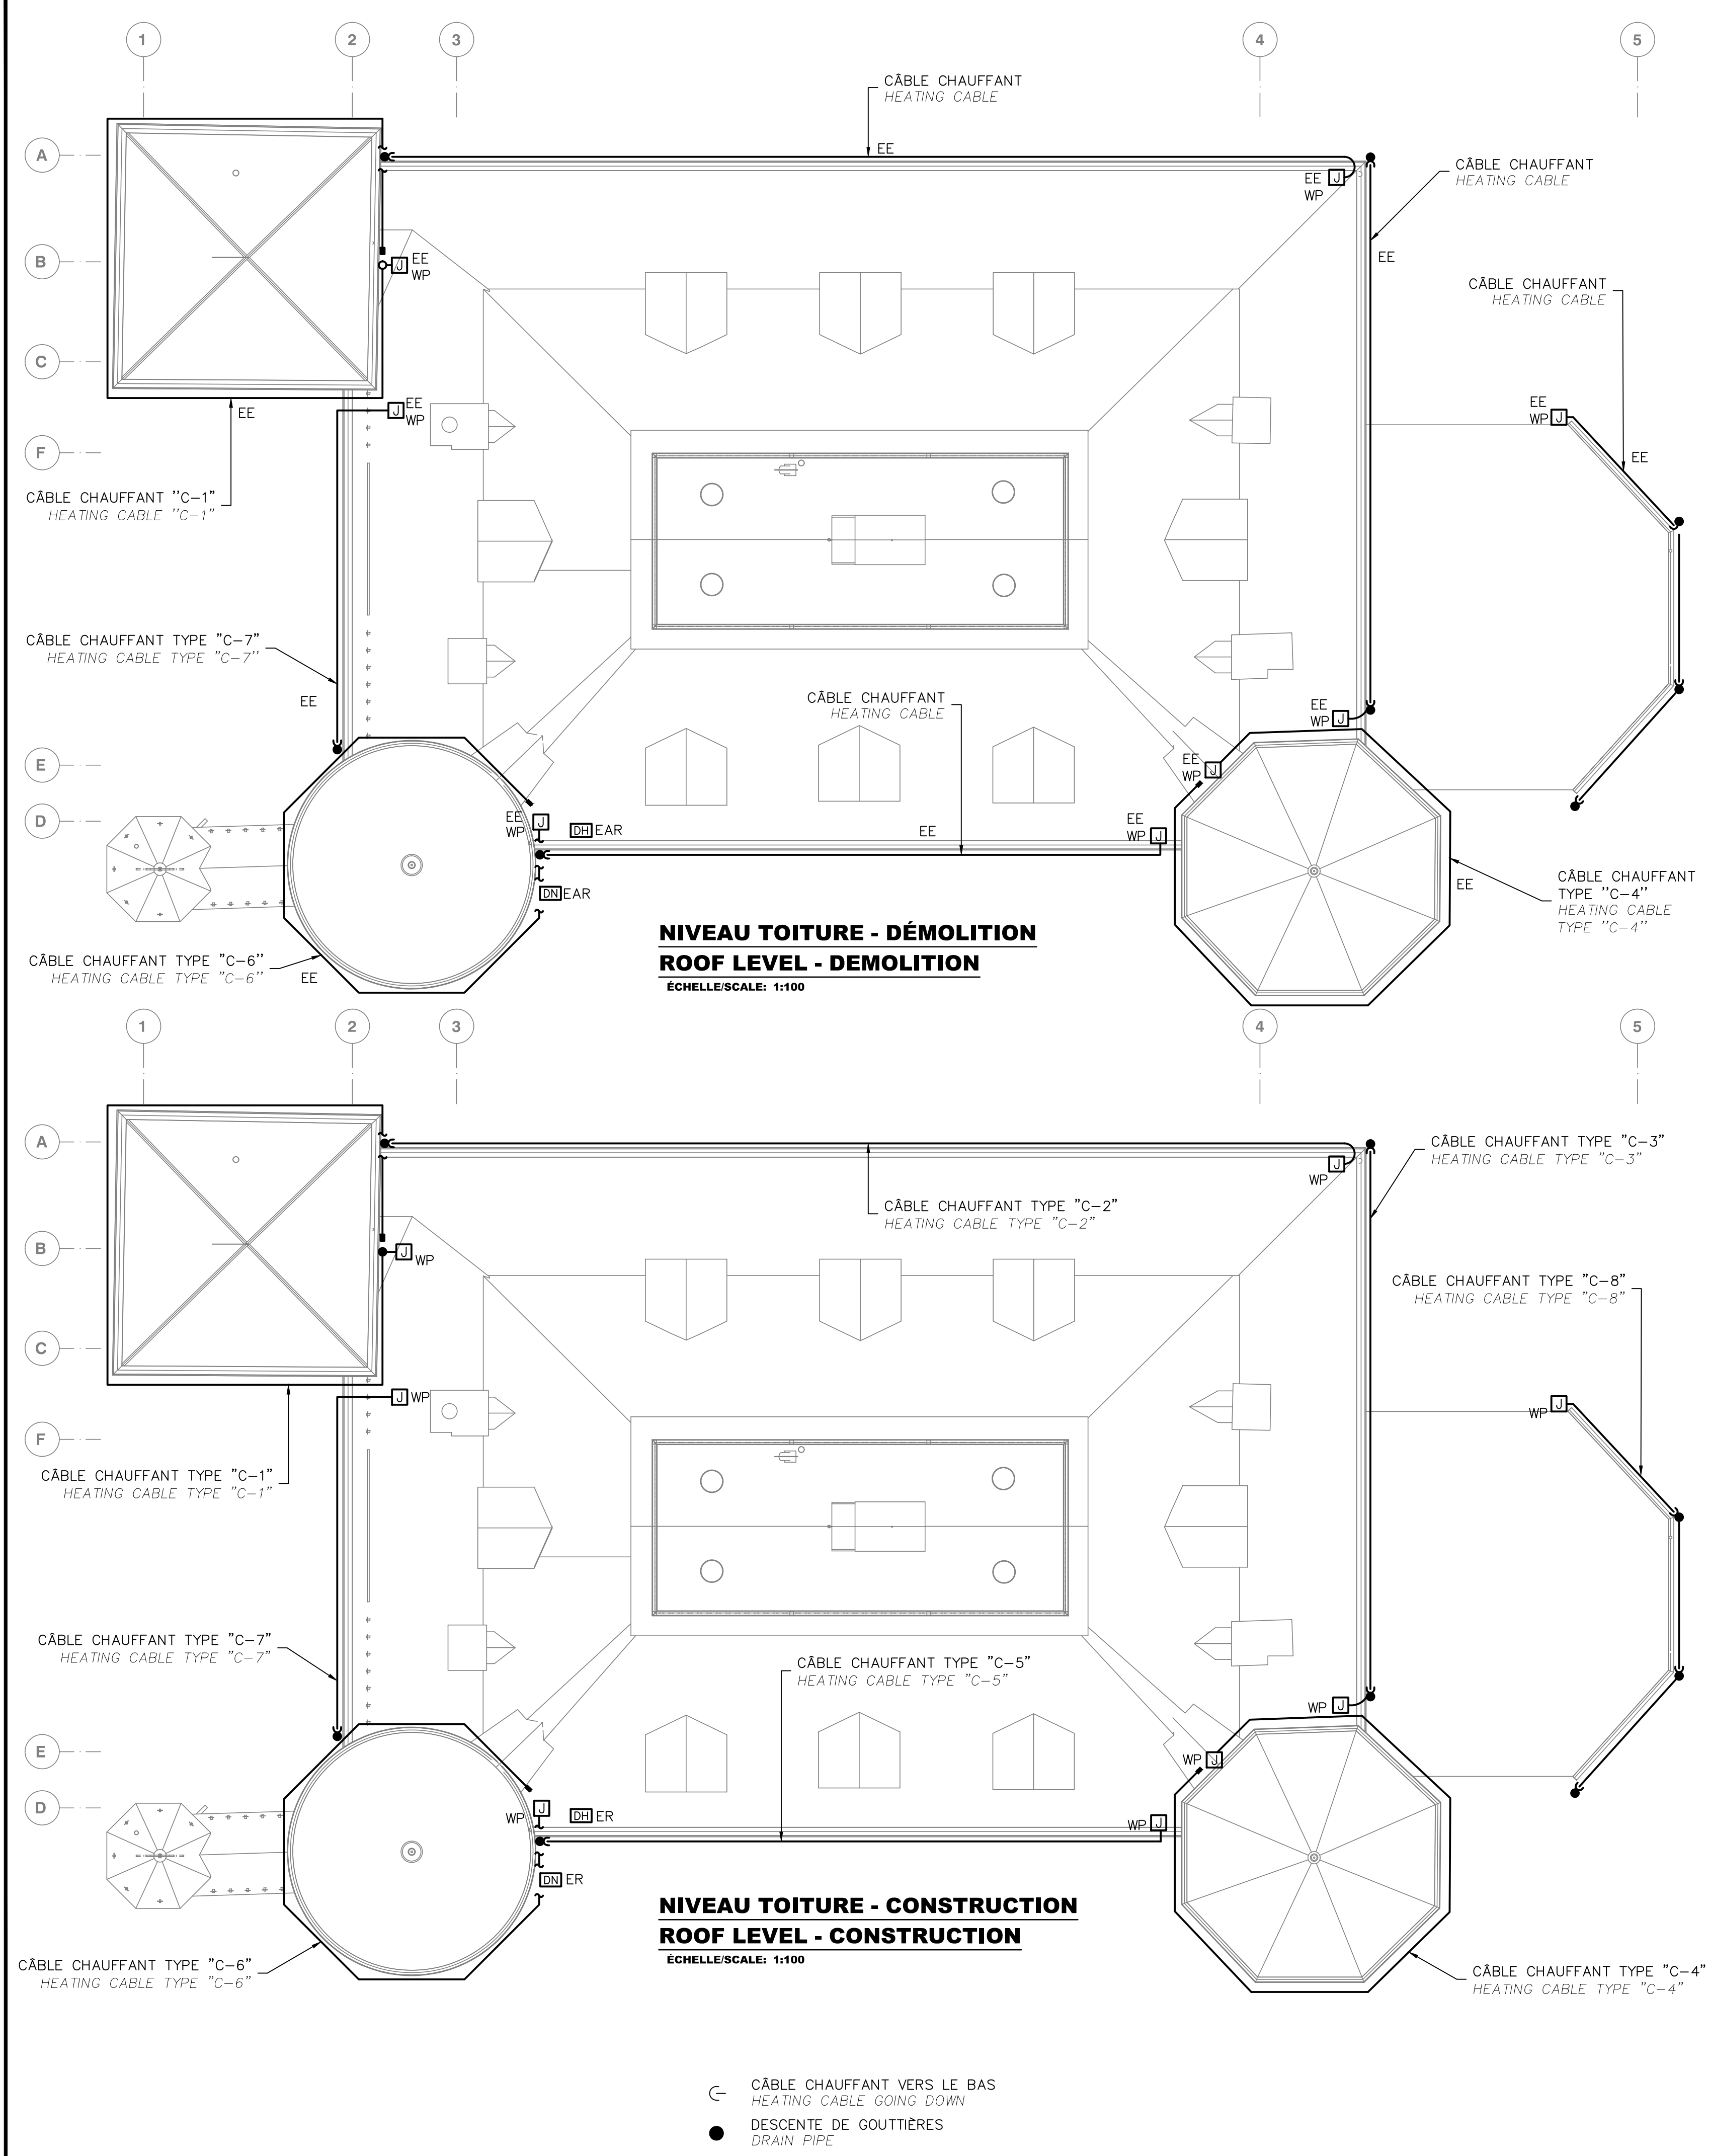 1
2
3
4
5
CÂBLE CHAUFFANT
HEATING CABLE
EE
A
EE
WP
CÂBLE CHAUFFANT
HEATING CABLE
J
EE
B
J
EE
WP
CÂBLE CHAUFFANT
HEATING CABLE
C
EE
J
EE
WP
EE
WP
J
F
EE
CÂBLE CHAUFFANT ''C-1”
HEATING CABLE ''C-1”
CÂBLE CHAUFFANT TYPE "C-7”
HEATING CABLE TYPE "C-7''
EE
CÂBLE CHAUFFANT
HEATING CABLE
EE
WP
J
E
EE
WP
J
D
EE
WP
J
DH EAR
EE
EE
WP
J
DN EAR
EE
CÂBLE CHAUFFANT
TYPE ''C-4''
HEATING CABLE
TYPE ''C-4''
NIVEAU TOITURE - DÉMOLITION
ROOF LEVEL - DEMOLITION
ÉCHELLE/SCALE: 1:100
CÂBLE CHAUFFANT TYPE "C-6''
HEATING CABLE TYPE "C-6''
EE
1
2
3
4
5
A
CÂBLE CHAUFFANT TYPE "C-3”
HEATING CABLE TYPE "C-3”
J
WP
CÂBLE CHAUFFANT TYPE "C-2”
HEATING CABLE TYPE "C-2”
B
J
WP
CÂBLE CHAUFFANT TYPE "C-8”
HEATING CABLE TYPE "C-8”
C
J WP
WP J
F
CÂBLE CHAUFFANT TYPE "C-1”
HEATING CABLE TYPE "C-1”
CÂBLE CHAUFFANT TYPE "C-7”
HEATING CABLE TYPE "C-7”
CÂBLE CHAUFFANT TYPE "C-5”
HEATING CABLE TYPE "C-5”
WP J
E
WP J
D
WP J
DH ER
WP J
DN ER
NIVEAU TOITURE - CONSTRUCTION
ROOF LEVEL - CONSTRUCTION
ÉCHELLE/SCALE: 1:100
CÂBLE CHAUFFANT TYPE "C-6”
HEATING CABLE TYPE "C-6”
CÂBLE CHAUFFANT TYPE "C-4”
HEATING CABLE TYPE "C-4”
CÂBLE CHAUFFANT VERS LE BAS
HEATING CABLE GOING DOWN
DESCENTE DE GOUTTIÈRES
DRAIN PIPE